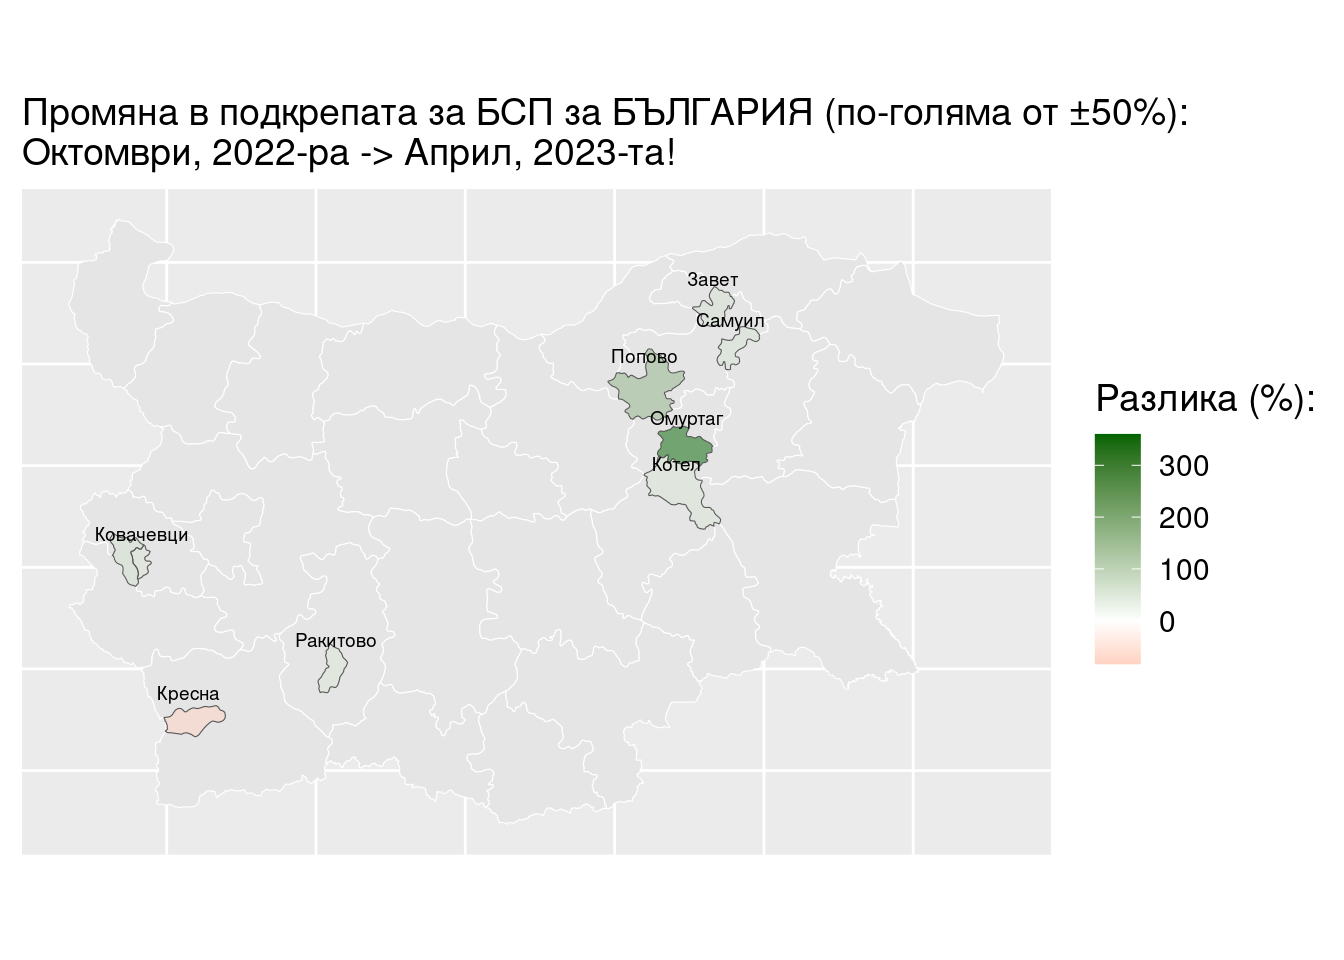 Промяна в подкрепата за БСП за БЪЛГАРИЯ (по-голяма от ±50%):
Октомври, 2022-ра -> Април, 2023-та!
Завет
Самуил
Попово
Омуртаг
Котел
Ковачевци
Ракитово
Кресна
Разлика (%):
300
200
100
0